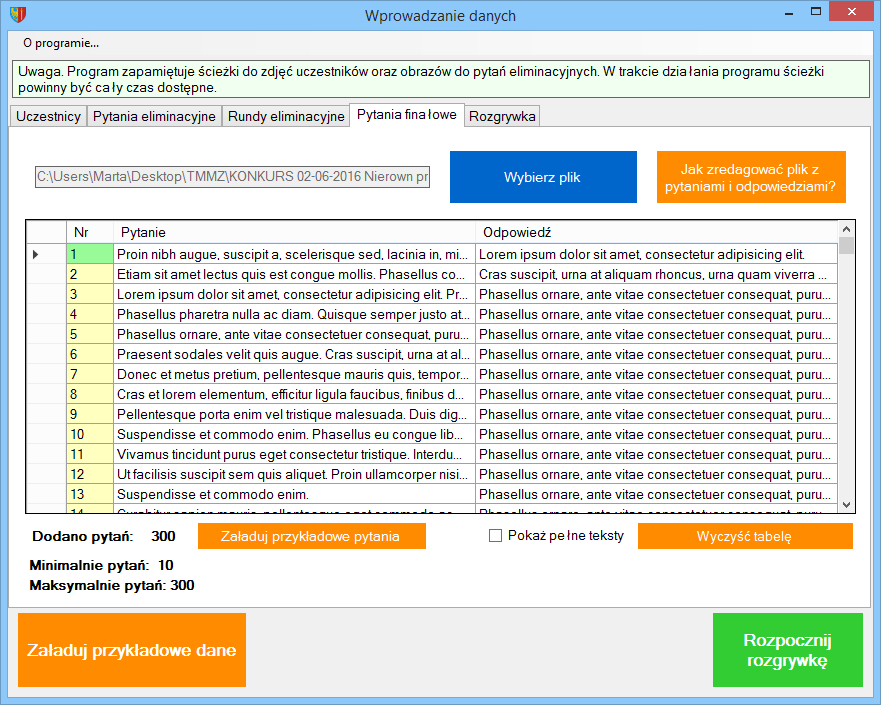 Wprowadzanie danych
O programie...
Uwaga. Program zapamiętuje ścieżki do zdjęć uczestników oraz obrazów do pytań eliminacyjnych. W trakcie działania programu ścieżki
powinny być cały czas dostępne.
Uczestnicy Pytania eliminacyjne Rundy eliminacyjne Pytania finałowe Rozgrywka
C:\Users\Marta\Desktop\TMMZ\KONKURS 02-06-2016 Nierown pr
Wybierz plik
Jak zredagować plik z
pytaniami i odpowiedziami?
Nr Pytanie Odpowiedź
1 Proin nibh augue, suscipit a, scelerisque sed, lacinia in, mi... Lorem ipsum dolor sit amet, consectetur adipisicing elit.
2 Etiam sit amet lectus quis est congue mollis. Phasellus co... Cras suscipit, urna at aliquam rhoncus, urna quam viverra ...
3 Lorem ipsum dolor sit amet, consectetur adipisicing elit. Pr... Phasellus ornare, ante vitae consectetuer consequat, puru...
4 Phasellus pharetra nulla ac diam. Quisque semper justo at... Phasellus ornare, ante vitae consectetuer consequat, puru...
5 Phasellus ornare, ante vitae consectetuer consequat, puru... Phasellus ornare, ante vitae consectetuer consequat, puru...
6 Praesent sodales velit quis augue. Cras suscipit, urna at al... Phasellus ornare, ante vitae consectetuer consequat, puru...
7 Donec et metus pretium, pellentesque mauris quis, tempor... Phasellus ornare, ante vitae consectetuer consequat, puru...
8 Cras et lorem elementum, efficitur ligula faucibus, finibus d... Phasellus ornare, ante vitae consectetuer consequat, puru...
9 Pellentesque porta enim vel tristique malesuada. Duis dig... Phasellus ornare, ante vitae consectetuer consequat, puru...
10 Suspendisse et commodo enim. Phasellus eu congue lib... Phasellus ornare, ante vitae consectetuer consequat, puru...
11 Vivamus tincidunt purus eget consectetur tristique. Interdu... Phasellus ornare, ante vitae consectetuer consequat, puru...
12 Ut facilisis suscipit sem quis aliquet. Proin ullamcorper nisi... Phasellus ornare, ante vitae consectetuer consequat, puru...
13 Suspendisse et commodo enim. Phasellus ornare, ante vitae consectetuer consequat, puru...
Dodano pytań: 300 Załaduj przykładowe pytania Pokaż pełne teksty Wyczyść tabelę
Minimalnie pytań: 10
Maksymalnie pytań: 300
Załaduj przykładowe dane
Rozpocznij
rozgrywkę